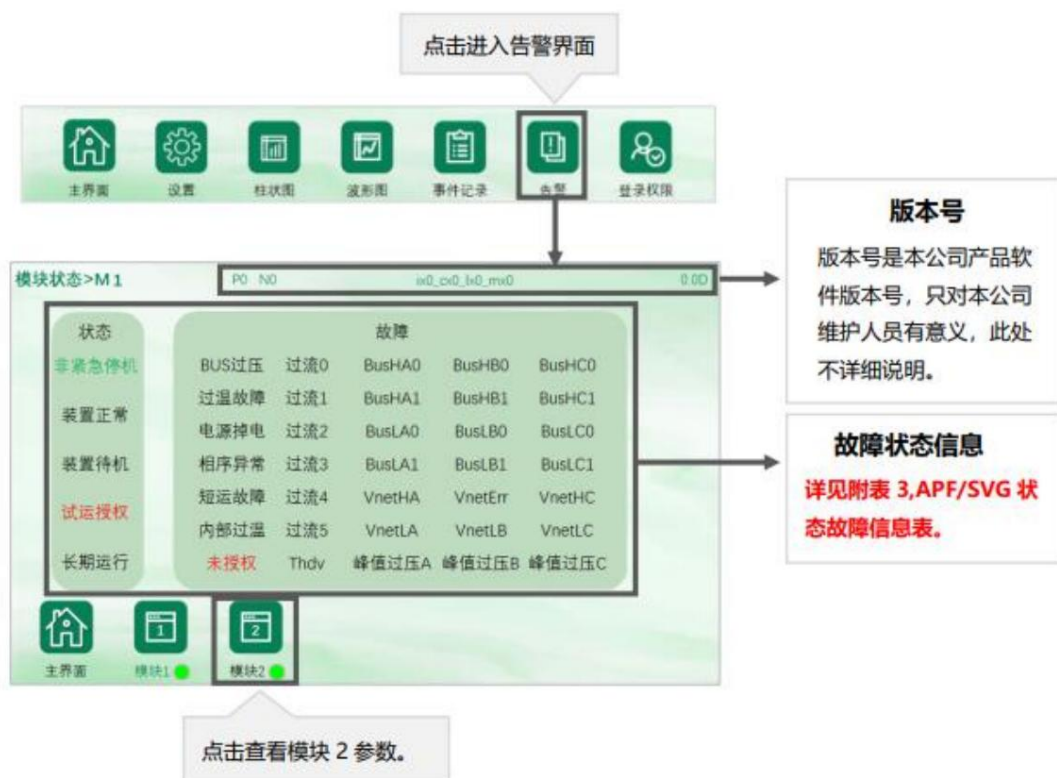 点击进入告警界面
主界面 设置 柱状图 波形图 事件记录 告警 登录权限
版本号
版本号是本公司产品软
件版本号，只对本公司
维护人员有意义，此处
不详细说明。
模块状态>M1 P0 N0 ix0_cx0_lx0_mx0 0.0D
状态 故障
非紧急停机 BUS过压 过流0 BusHA0 BusHB0 BusHC0
装置正常 过温故障 过流1 BusHA1 BusHB1 BusHC1
电源掉电 过流2 BusLA0 BusLB0 BusLC0
装置待机 相序异常 过流3 BusLA1 BusLB1 BusLC1
试运授权 短运故障 过流4 VnetHA VnetErr VnetHC
内部过温 过流5 VnetLA VnetLB VnetLC
长期运行 未授权 Thdv 峰值过压A 峰值过压B 峰值过压C
故障状态信息
详见附表 3,APF/SVG 状
态故障信息表。
1 2
主界面 模块1 模块2
点击查看模块 2 参数。